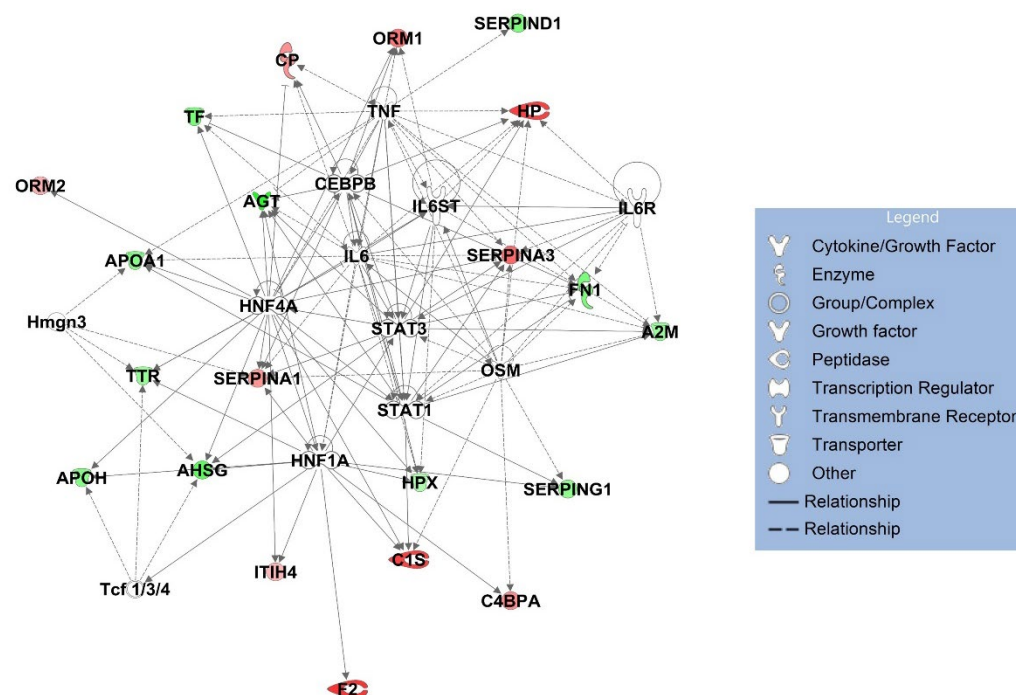 SERPIND1
ORM1
CP
TF
TNF
HP
ORM2
CEBPB
AGT
IL6ST
IL6R
APOA1
IL6
SERPINA3
HNF4A
FN1
Hmgn3
STAT3
A2M
TTR
SERPINA1
OSM
STAT1
APOH
AHSG
HNF1A
HPX
SERPING1
Tcf 1/3/4
ITIH4
C1S
C4BPA
F2
Legend
Cytokine/Growth Factor
Enzyme
Group/Complex
Growth factor
Peptidase
Transcription Regulator
Transmembrane Receptor
Transporter
Other
Relationship
Relationship